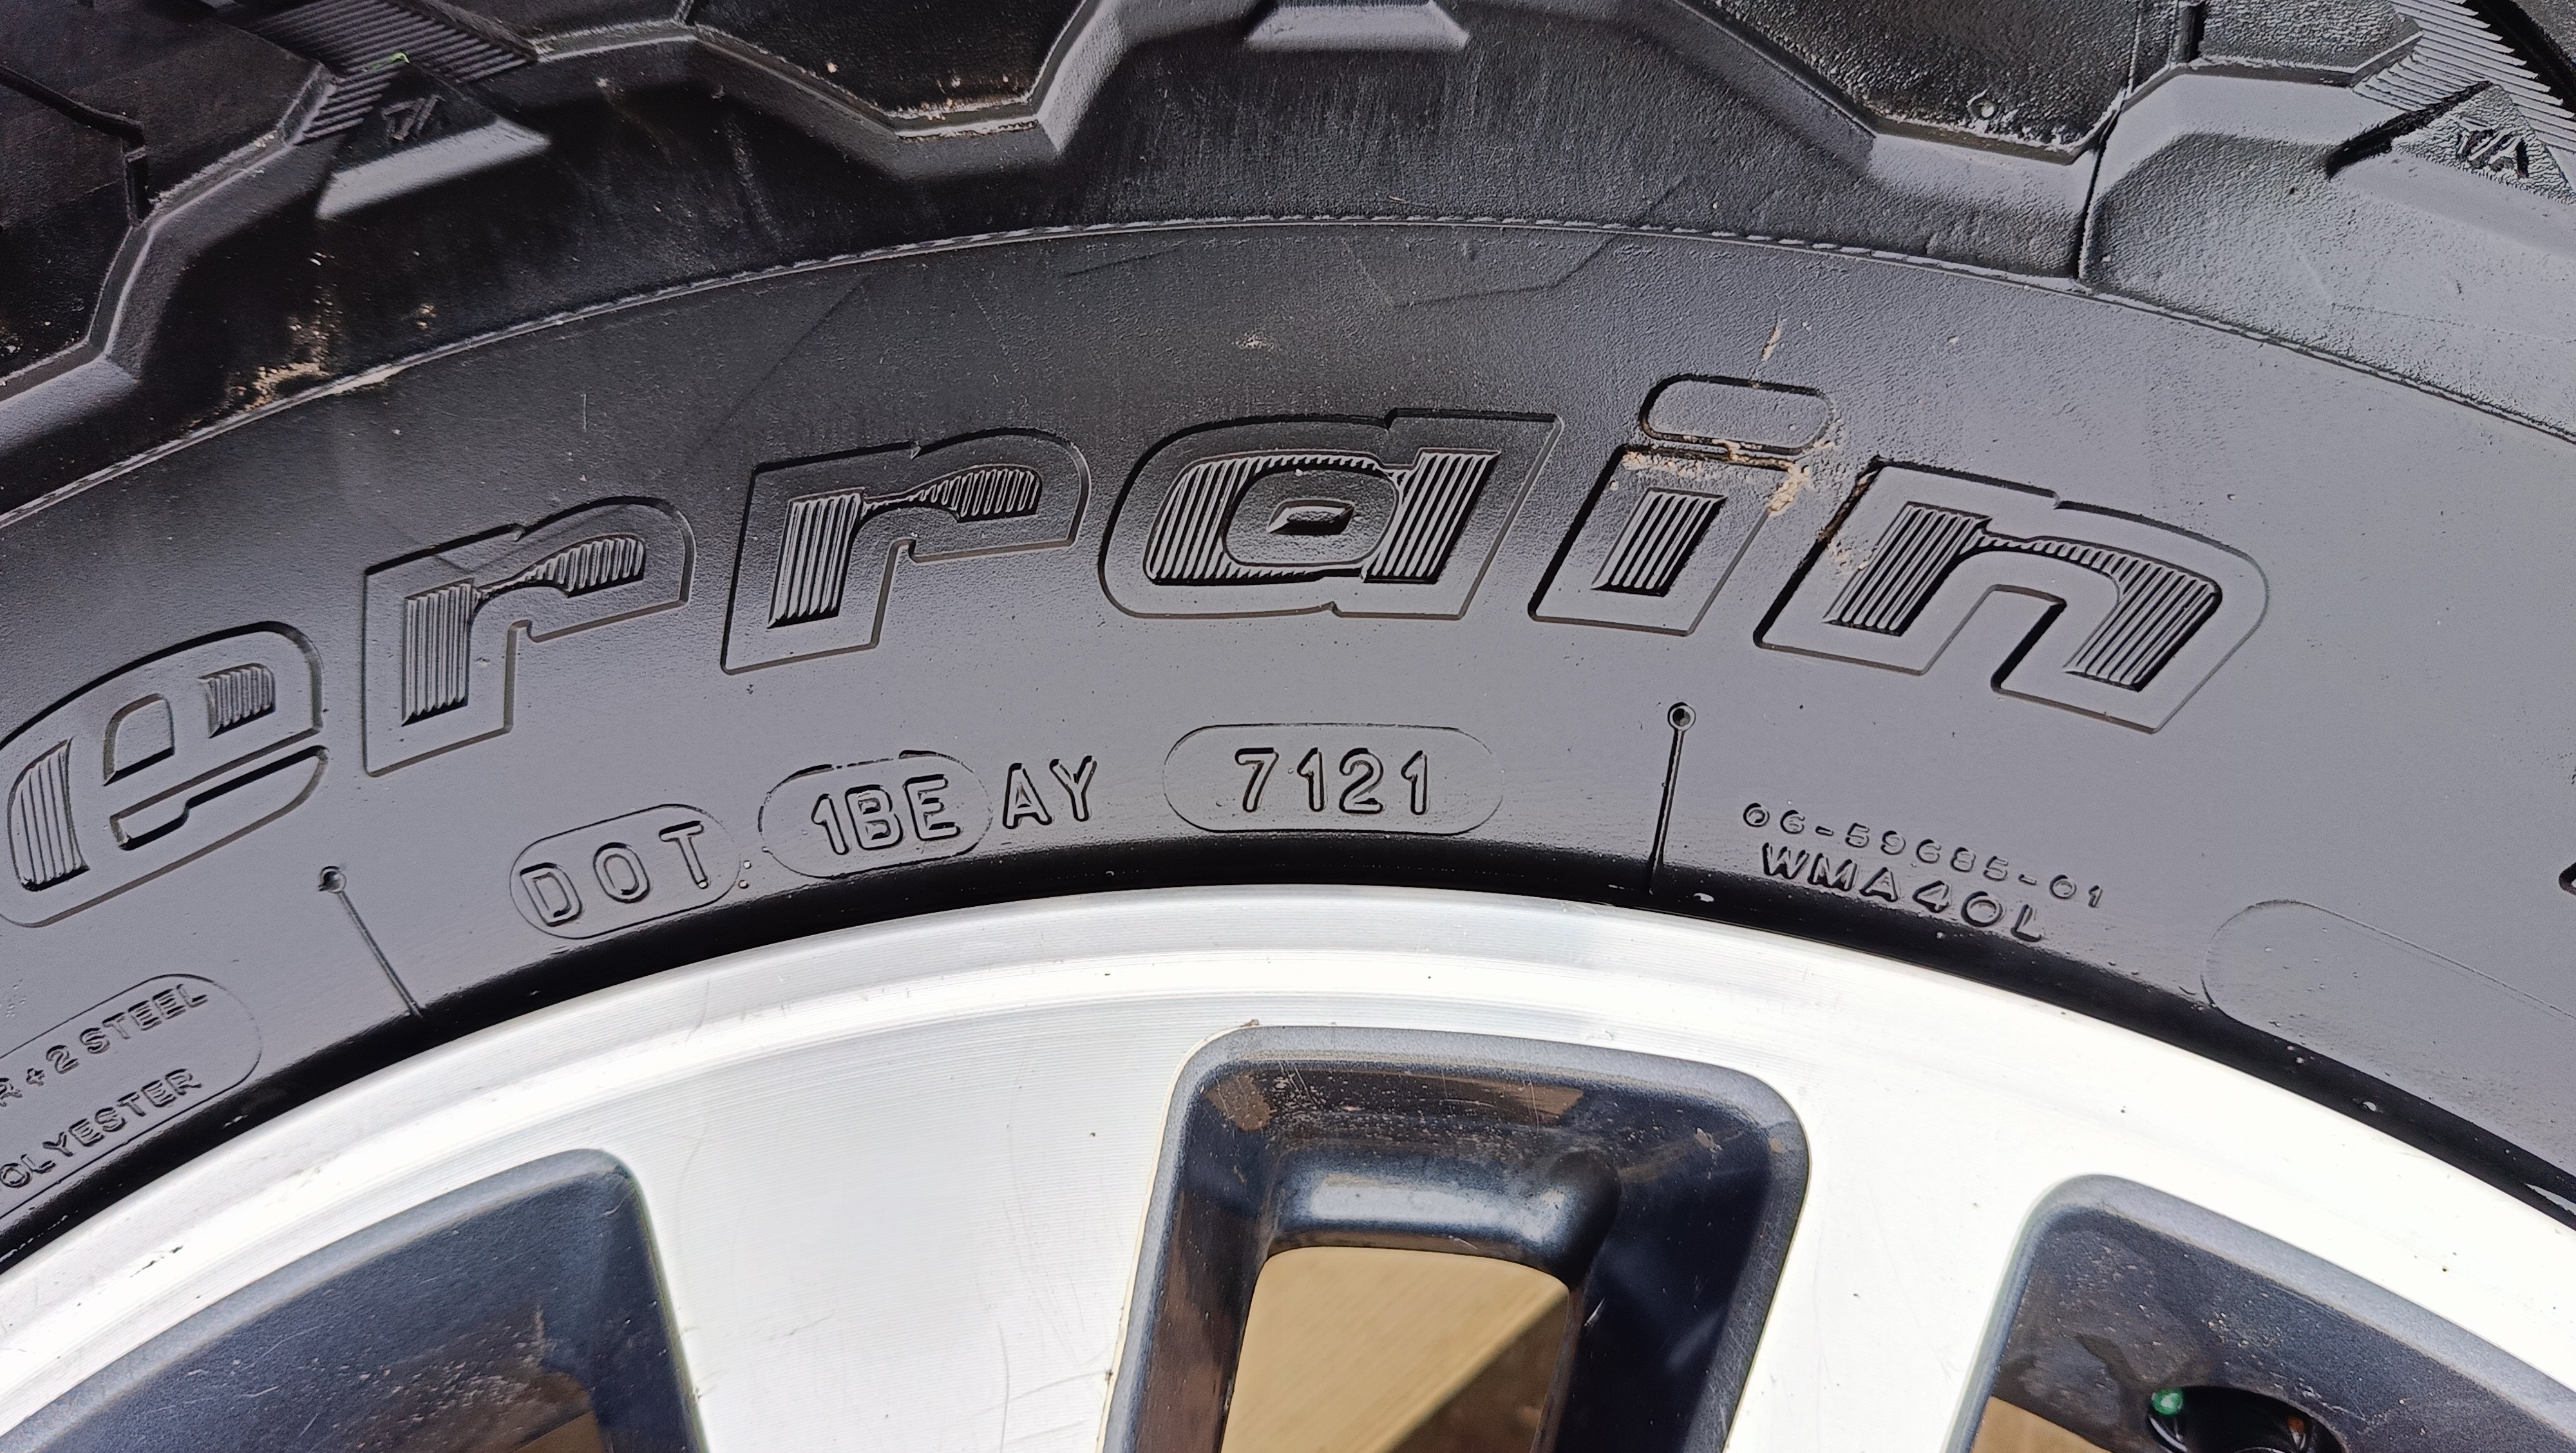 errain
DOT 1BE AY 7121
06-59685-01
WMA40L
R+2 STEEL
OLYESTER